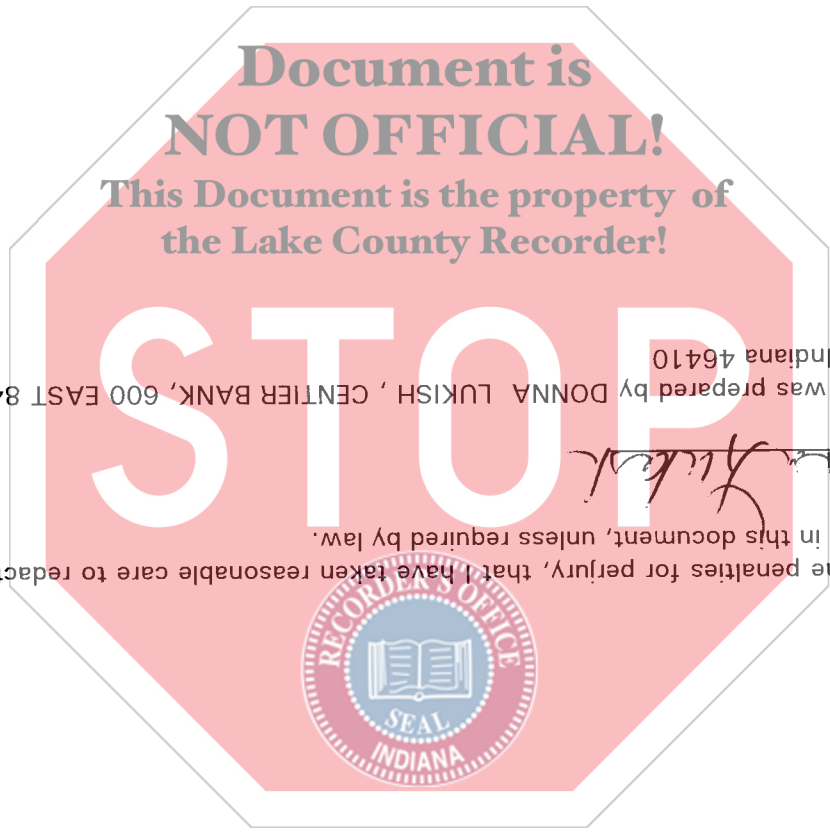 Document is
NOT OFFICIAL!
This Document is the property of
the Lake County Recorder!
STOP
RECORDER'S OFFICE
SEAL
INDIANA
penalties for perjury, that I have taken reasonable care to
in this document, unless required by law.
Lukish
was prepared by DONNA LUKISH , CENTIER BANK, 600 EAST
Indiana 46410